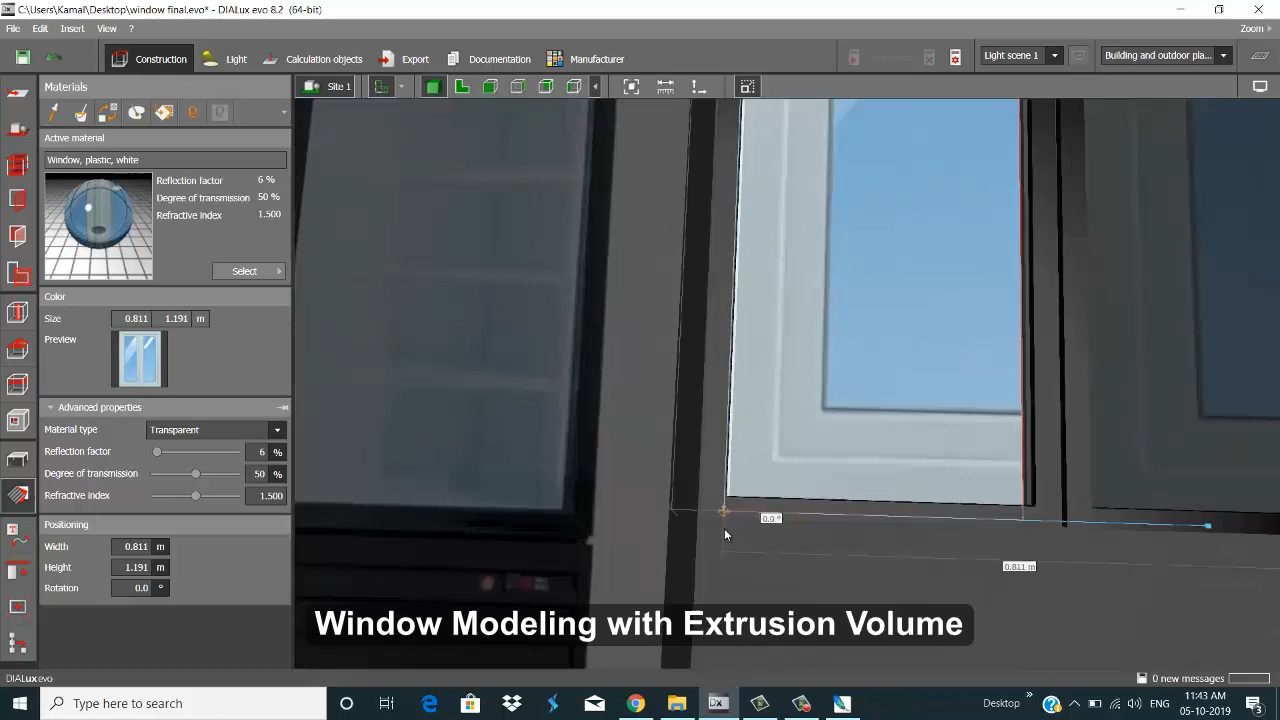 C:\Users\Kamal\Desktop\window final.evo* - DIALux evo 8.2 (64-bit)
File Edit Insert View ? Zoom
Construction Light Calculation objects Export Documentation Manufacturer Light scene 1 Building and outdoor pla...
Materials Site 1
Active material
Window, plastic, white
Reflection factor 6 %
Degree of transmission 50 %
Refractive index 1.500
Select
Color
Size 0.811 1.191 m
Preview
Advanced properties
Material type Transparent
Reflection factor 6 %
Degree of transmission 50 %
Refractive index 1.500
0.0 °
Positioning
Width 0.811 m
Height 1.191 m
0.811 m
Rotation 0.0 °
Window Modeling with Extrusion Volume
DIALux evo 0 new messages
Type here to search
Desktop
ENG
11:43 AM
05-10-2019
3